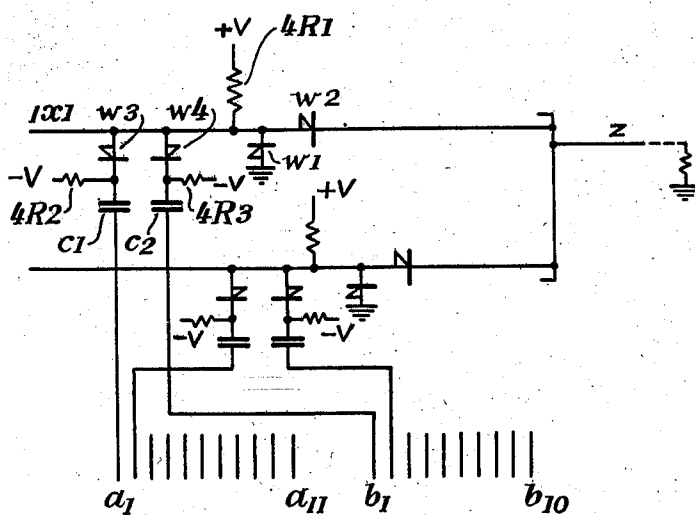 +V 4R1
1X1 W3 W4 W2
W1
Z
-V -V
4R2 4R3
+V
C1 C2
-V -V
a1 a11 b1 b10